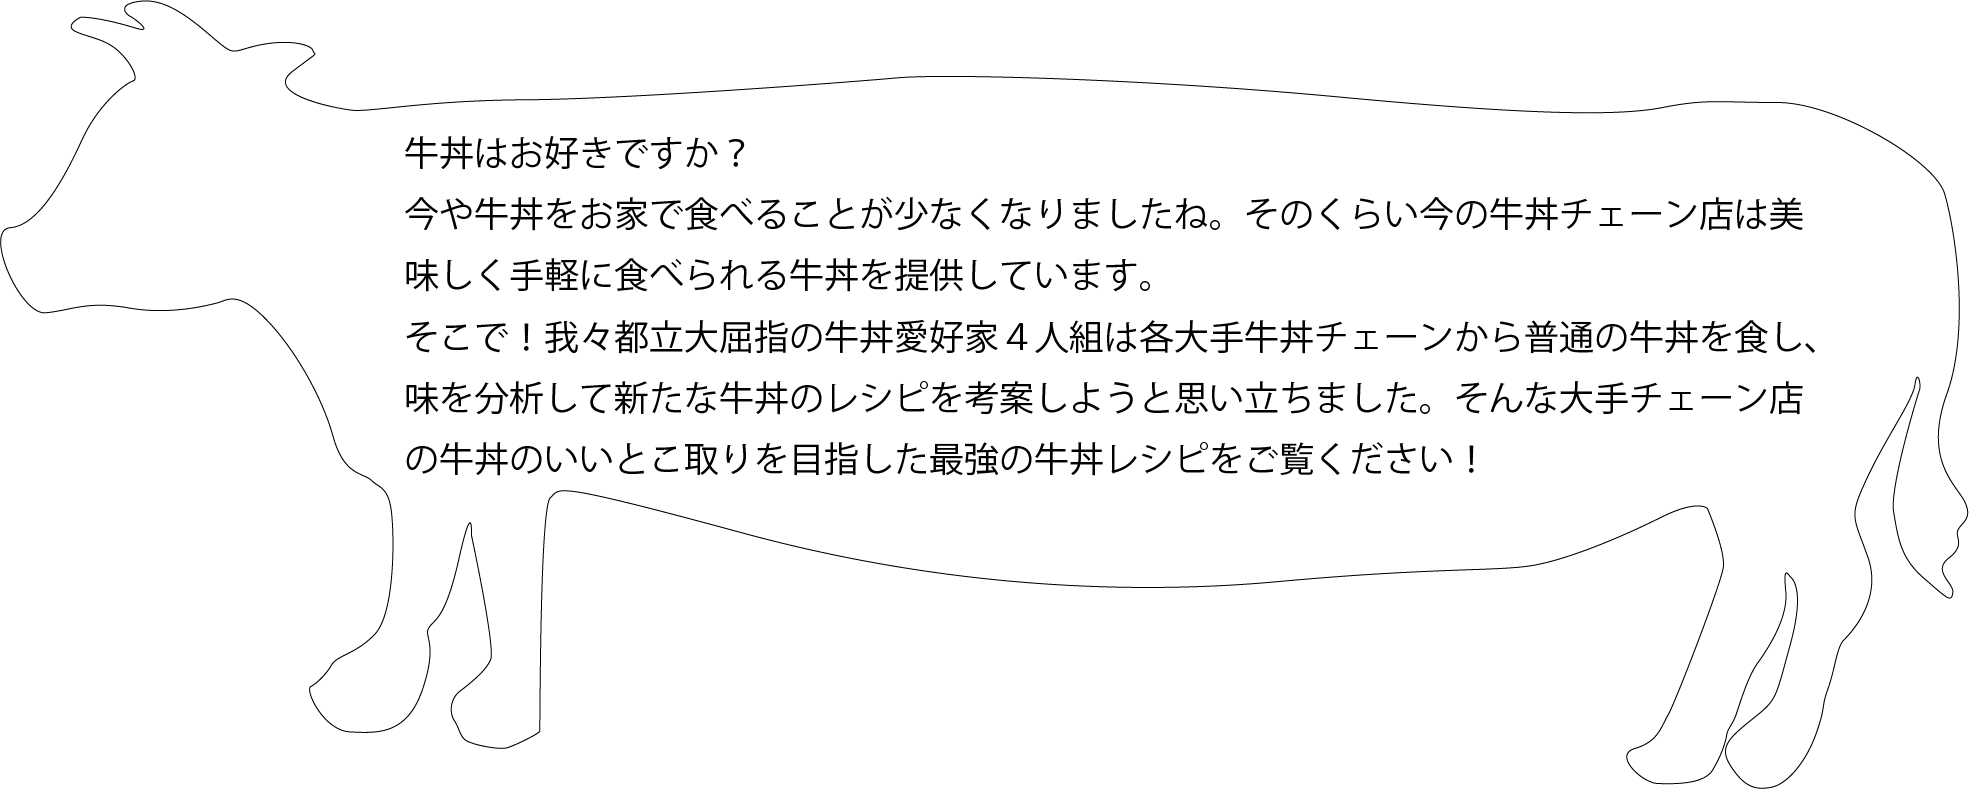 牛丼はお好きですか？
今や牛丼をお家で食べることが少なくなりましたね。そのくらい今の牛丼チェーン店は美
味しく手軽に食べられる牛丼を提供しています。
そこで！我々都立大屈指の牛丼愛好家４人組は各大手牛丼チェーンから普通の牛丼を食し、
味を分析して新たな牛丼のレシピを考案しようと思い立ちました。そんな大手チェーン店
の牛丼のいいとこ取りを目指した最強の牛丼レシピをご覧ください！